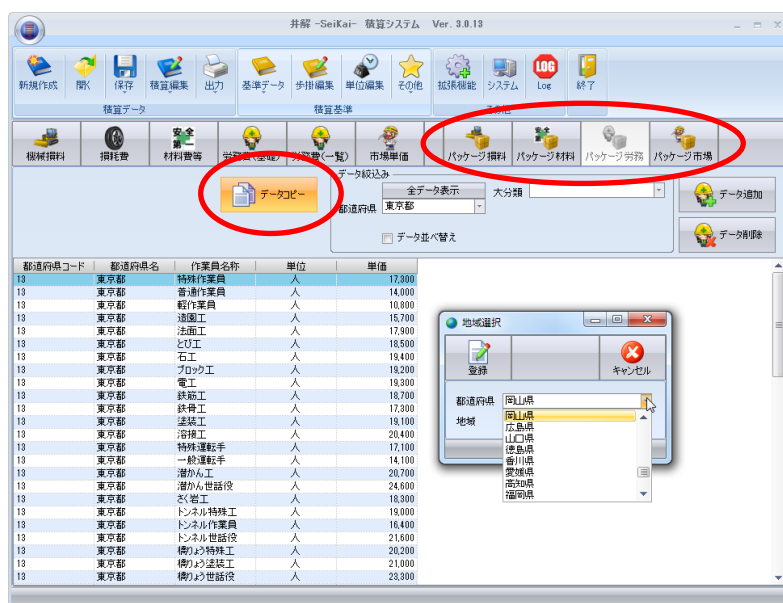 井解 -SeiKai- 積算システム Ver. 3.0.13
新規作成 開く 保存 積算編集 出力 基準データ 歩掛編集 単位編集 その他 拡張機能 システム Log 終了
LOG
積算データ 積算基準 その他
安全第一
機械損料 損耗費 材料費等 労務費(基礎) 労務費(一覧) 市場単価 パッケージ損料 パッケージ材料 パッケージ労務 パッケージ市場
データコピー
データ絞込み
全データ表示 大分類
都道府県 東京都
データ並べ替え
データ追加
データ削除
都道府県コード 都道府県名 作業員名称 単位 単価
13 東京都 特殊作業員 人 17,300
13 東京都 普通作業員 人 14,000
13 東京都 軽作業員 人 10,800
13 東京都 造園工 人 15,700
13 東京都 法面工 人 17,900
13 東京都 とび工 人 18,500
13 東京都 石工 人 19,400
13 東京都 ブロック工 人 19,200
13 東京都 電工 人 19,300
13 東京都 鉄筋工 人 18,700
13 東京都 鉄骨工 人 17,300
13 東京都 塗装工 人 19,100
13 東京都 溶接工 人 20,400
13 東京都 特殊運転手 人 17,100
13 東京都 一般運転手 人 14,100
13 東京都 潜かん工 人 20,700
13 東京都 潜かん世話役 人 24,600
13 東京都 さく岩工 人 18,300
13 東京都 トンネル特殊工 人 19,000
13 東京都 トンネル作業員 人 16,400
13 東京都 トンネル世話役 人 21,600
13 東京都 橋りょう特殊工 人 20,200
13 東京都 橋りょう塗装工 人 21,000
13 東京都 橋りょう世話役 人 23,300
地域選択
登録 キャンセル
都道府県 岡山県
地域
岡山県
広島県
山口県
徳島県
香川県
愛媛県
高知県
福岡県